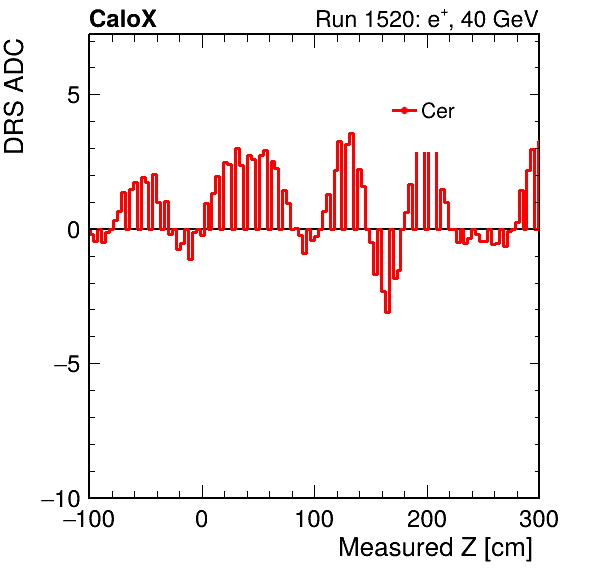 CaloX
Run 1520: e+, 40 GeV
DRS ADC
5
Cer
0
−5
−10
−100 0 100 200 300
Measured Z [cm]